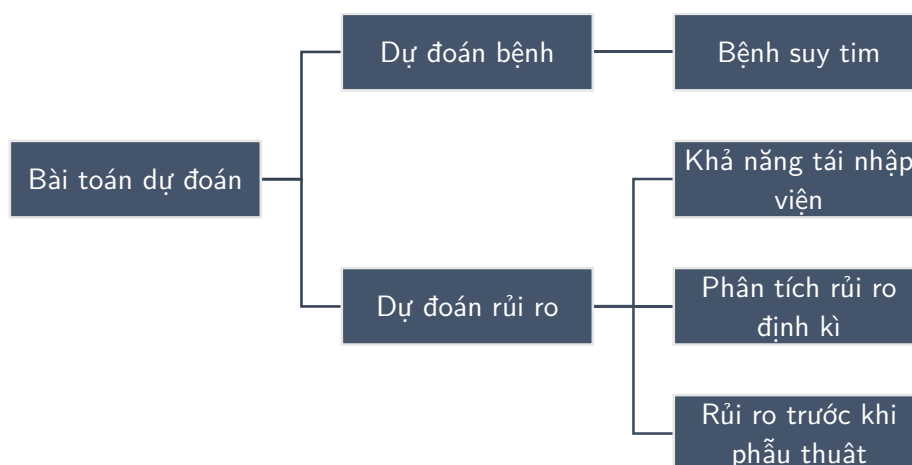 Dự đoán bệnh
Bệnh suy tim
Bài toán dự đoán
Khả năng tái nhập
viện
Dự đoán rủi ro
Phân tích rủi ro
định kì
Rủi ro trước khi
phẫu thuât